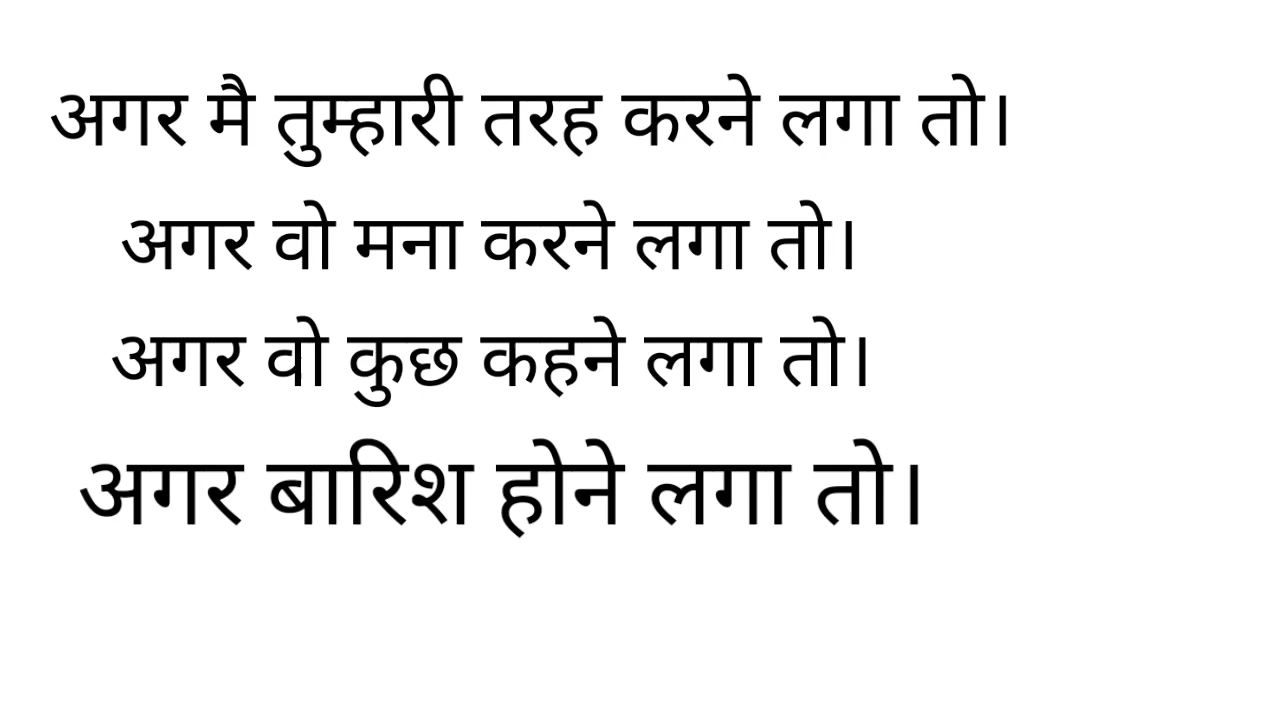 अगर मै तुम्हारी तरह करने लगा तो।
अगर वो मना करने लगा तो।
अगर वो कुछ कहने लगा तो।
अगर बारिश होने लगा तो।